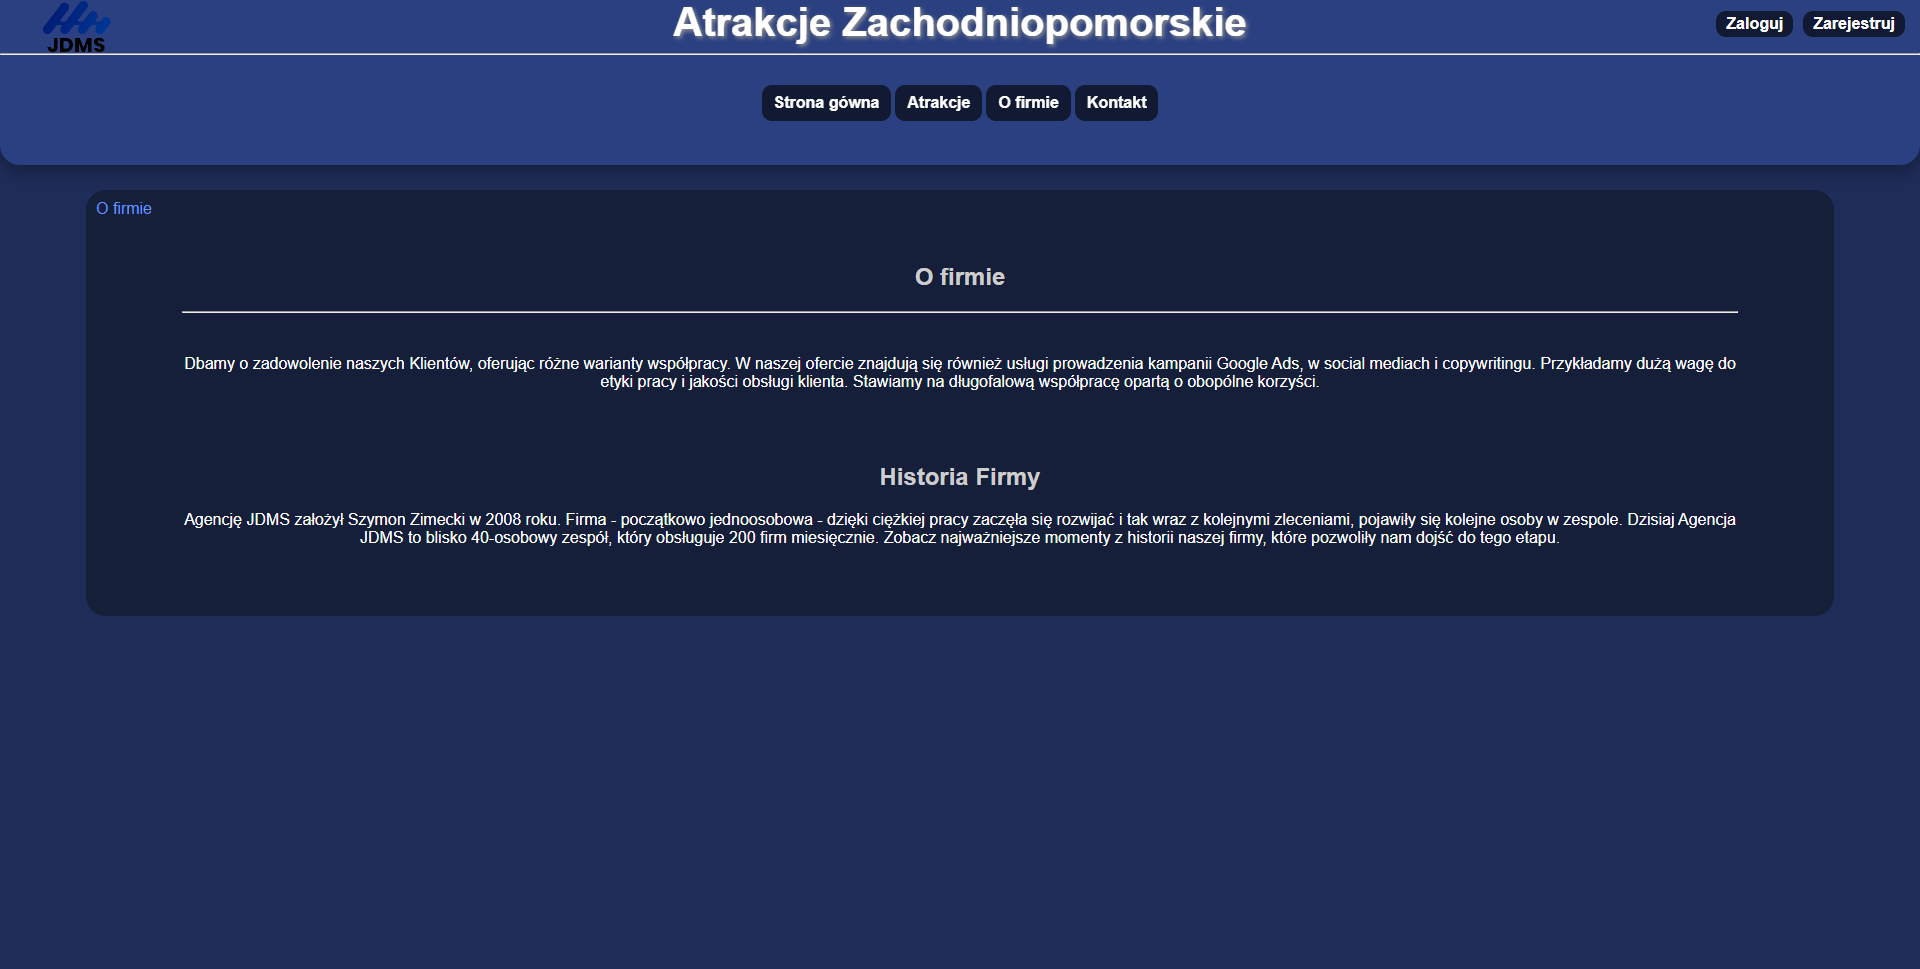 JDMS
Atrakcje Zachodniopomorskie
Zaloguj
Zarejestruj
Strona gówna
Atrakcje
O firmie
Kontakt
O firmie
O firmie
Dbamy o zadowolenie naszych Klientów, oferując różne warianty współpracy. W naszej ofercie znajdują się również usługi prowadzenia kampanii Google Ads, w social mediach i copywritingu. Przykładamy dużą wagę do
etyki pracy i jakości obsługi klienta. Stawiamy na długofalową współpracę opartą o obopólne korzyści.
Historia Firmy
Agencję JDMS założył Szymon Zimecki w 2008 roku. Firma - początkowo jednoosobowa - dzięki ciężkiej pracy zaczęła się rozwijać i tak wraz z kolejnymi zleceniami, pojawiły się kolejne osoby w zespole. Dzisiaj Agencja
JDMS to blisko 40-osobowy zespół, który obsługuje 200 firm miesięcznie. Zobacz najważniejsze momenty z historii naszej firmy, które pozwoliły nam dojść do tego etapu.